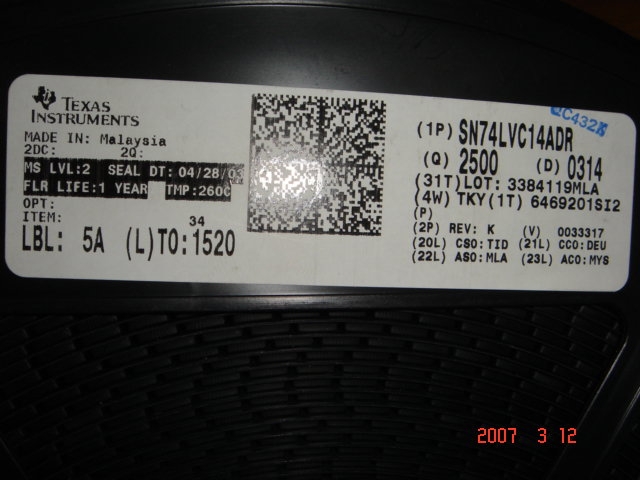 TEXAS
INSTRUMENTS
MADE IN: Malaysia
2DC: 2Q:
MS LVL:2 SEAL DT: 04/28/03
FLR LIFE:1 YEAR TMP:260C
OPT:
ITEM:
34
LBL: 5A (L)TO:1520
QC432
(1P) SN74LVC14ADR
(Q) 2500 (D) 0314
(31T)LOT: 3384119MLA
(4W) TKY(1T) 6469201SI2
(P)
(2P) REV: K (V) 0033317
(20L) CSO:TID (21L) CCO:DEU
(22L) ASO:MLA (23L) ACO:MYS
2007 3 12